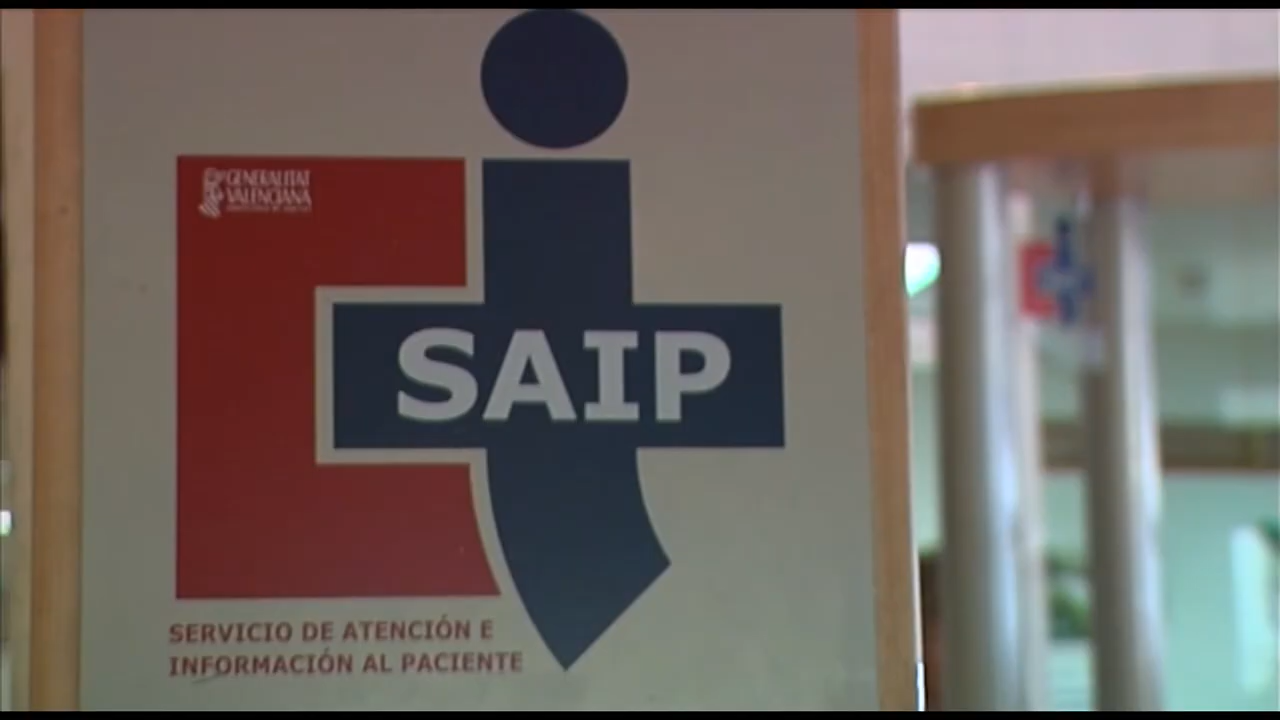 GENERALITAT
VALENCIANA
SAIP
SERVICIO DE ATENCIÓN E
INFORMACIÓN AL PACIENTE